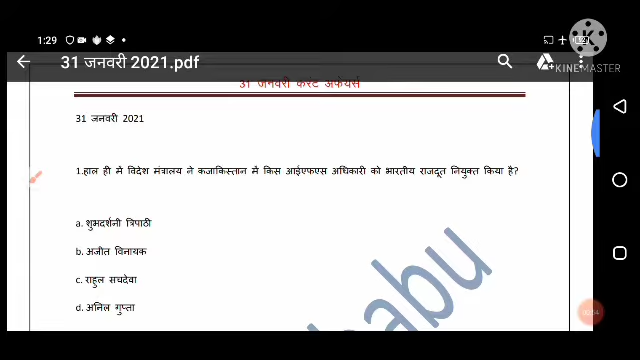 1:29
31 जनवरी 2021.pdf
KINEMASTER
31 जनवरी करंट अफेयर्स
31 जनवरी 2021
1.हाल ही मे विदेश मंत्रालय ने कजाकिस्तान में किस आईएफएस अधिकारी को भारतीय राजदूत नियुक्त किया है?
a. शुभदर्शनी त्रिपाठी
b. अजीत विनायक
c. राहुल सचदेवा
d. अनिल गुप्ता
babu